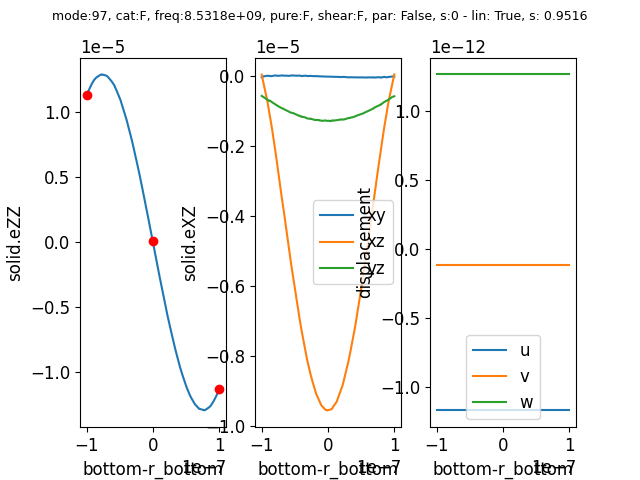 mode:97, cat:F, freq:8.5318e+09, pure:F, shear:F, par: False, s:0 - lin: True, s: 0.9516
1e−5
1.0
0.5
0.0
−0.5
−1.0
solid.eZZ
−1
0
1
1e−7
bottom-r_bottom
1e−5
0.0
−0.2
−0.4
−0.6
−0.8
−1.0
solid.eXZ
xy
xz
yz
−1
0
1
1e−7
bottom-r_bottom
1e−12
1.0
0.5
0.0
−0.5
−1.0
displacement
u
v
w
−1
0
1
1e−7
bottom-r_bottom